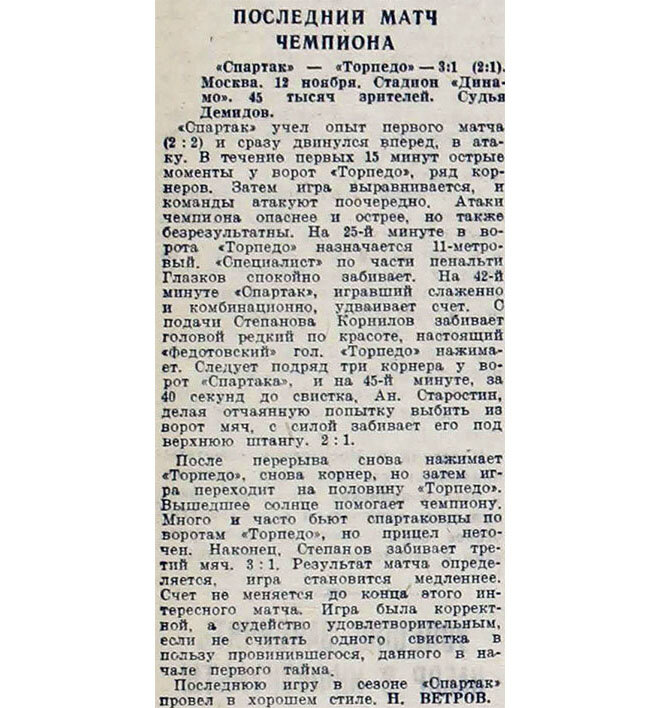 ПОСЛЕДНИЙ МАТЧ
ЧЕМПИОНА
«Спартак» — «Торпедо» — 3:1 (2:1).
Москва. 12 ноября. Стадион «Дина-
мо». 45 тысяч зрителей. Судья
Демидов.
«Спартак» учел опыт первого матча
(2 : 2) и сразу двинулся вперед, в ата-
ку. В течение первых 15 минут острые
моменты у ворот «Торпедо», ряд кор-
неров. Затем игра выравнивается, и
команды атакуют поочередно. Атаки
чемпиона опаснее и острее, но также
безрезультатны. На 25-й минуте в во-
рота «Торпедо» назначается 11-метро-
вый. «Специалист» по части пенальти
Глазков спокойно забивает. На 42-й
минуте «Спартак», игравший слаженно
и комбинационно, удваивает счет. С
подачи Степанова Корнилов забивает
головой редкий по красоте, настоящий
«Федотовский» гол. «Торпедо» нажима-
ет. Следует подряд три корнера у во-
рот «Спартака», и на 45-й минуте, за
40 секунд до свистка, Ан. Старостин,
делая отчаянную попытку выбить из
ворот мяч, с силой забивает его под
верхнюю штангу. 2 : 1.
После перерыва снова нажимает
«Торпедо», снова корнер, но затем иг-
ра переходит на половину «Торпедо».
Вышедшее солнце помогает чемпиону.
Много и часто бьют спартаковцы по
воротам «Торпедо», но прицел нето-
чен. Наконец, Степанов забивает тре-
тий мяч. 3 : 1. Результат матча опреде-
ляется, игра становится медленнее.
Счет не меняется до конца этого ин-
тересного матча. Игра была коррект-
ной, а судейство удовлетворительным,
если не считать одного свистка в
пользу провинившегося, данного в на-
чале первого тайма.
Последнюю игру в сезоне «Спартак»
провел в хорошем стиле. Н. ВЕТРОВ.